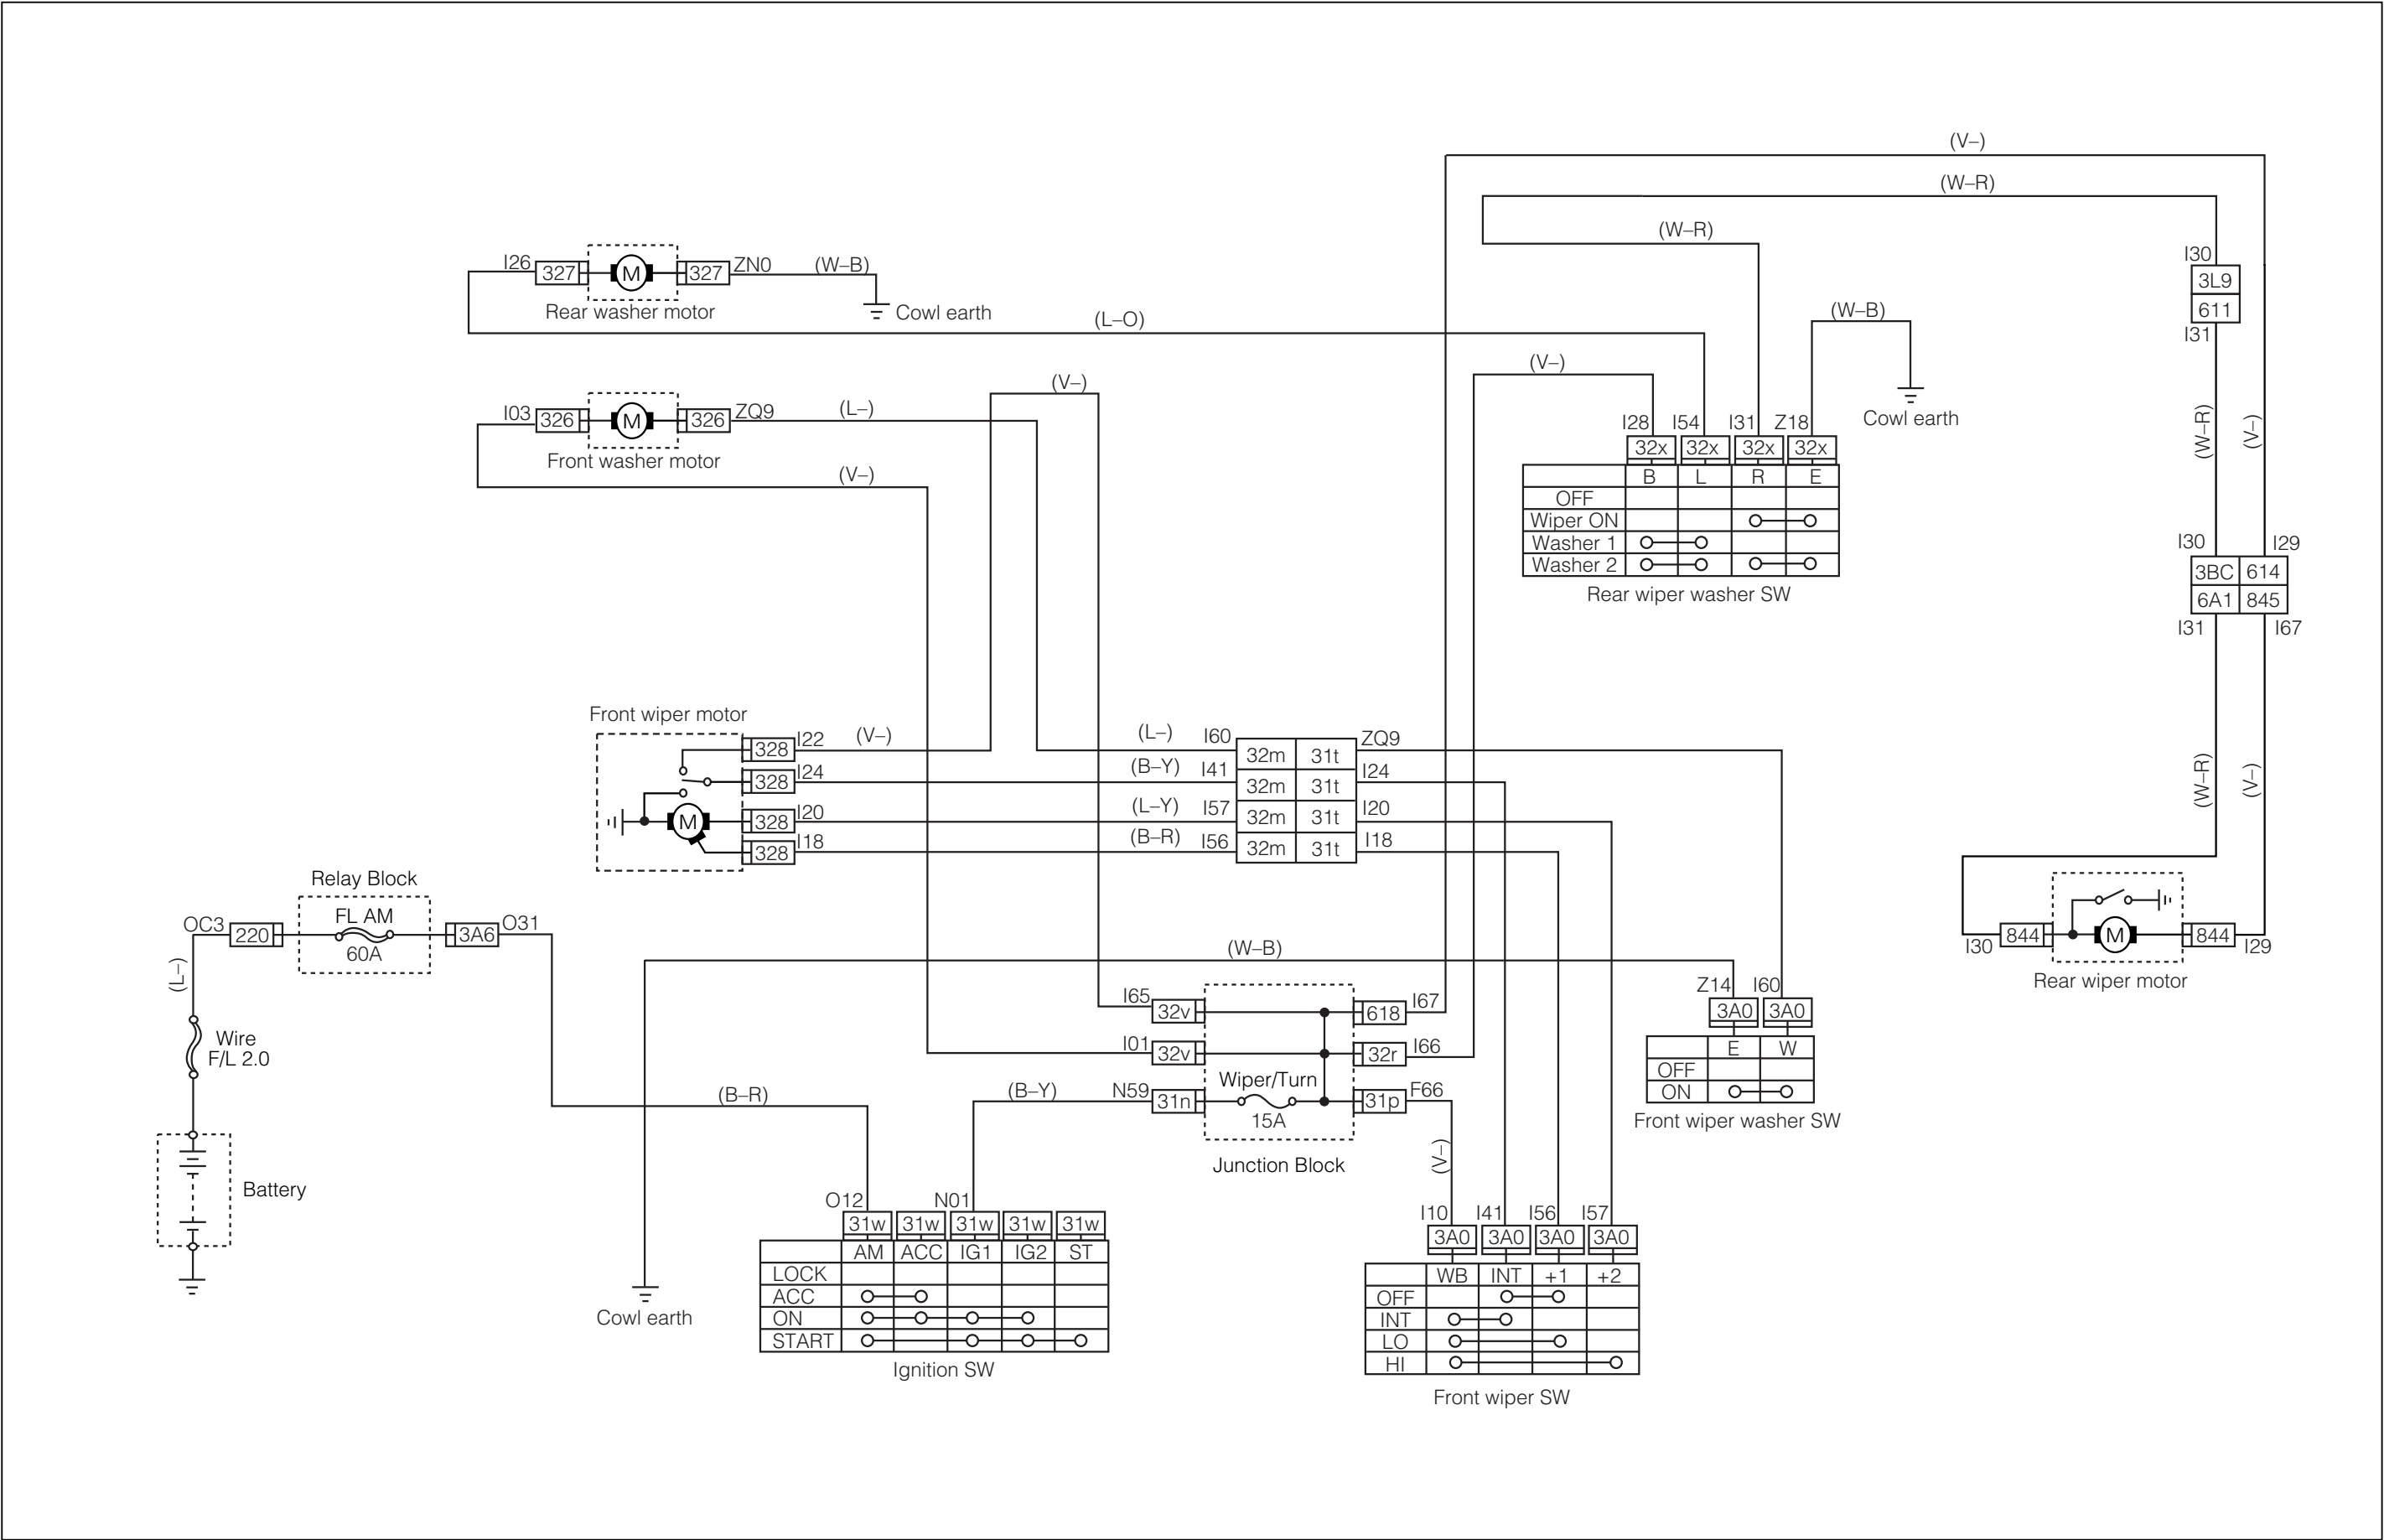 (V–)
(W–R)
(W–R)
I26 327 M 327 ZN0 (W–B)
Rear washer motor
Cowl earth
(L–O)
I30
3L9
611
I31
(W–B)
Cowl earth
(V–)
(V–)
I03 326 M 326 ZQ9 (L–)
Front washer motor
(V–)
(W–R) (V–)
I28 I54 I31 Z18
32x 32x 32x 32x
B L R E
OFF
Wiper ON
Washer 1
Washer 2
Rear wiper washer SW
I30 I29
3BC 614
6A1 845
I31 I67
Front wiper motor
328 I22 (V–)
328 I24
M 328 I20
328 I18
(L–) I60 32m 31t ZQ9
(B–Y) I41 32m 31t I24
(L–Y) I57 32m 31t I20
(B–R) I56 32m 31t I18
(W–R) (V–)
Relay Block
OC3 220 FL AM 3A6 O31
60A
(L–)
Wire
F/L 2.0
Battery
I30 844 M 844 I29
Rear wiper motor
(W–B)
I65 32v 618 I67
I01 32v 32r I66
Wiper/Turn
(B–Y) N59 31n 31p F66
15A
Junction Block
(B–R)
(V–)
Z14 I60
3A0 3A0
E W
OFF
ON
Front wiper washer SW
Cowl earth
O12 N01
31w 31w 31w 31w 31w
AM ACC IG1 IG2 ST
LOCK
ACC
ON
START
Ignition SW
I10 I41 I56 I57
3A0 3A0 3A0 3A0
WB INT +1 +2
OFF
INT
LO
HI
Front wiper SW